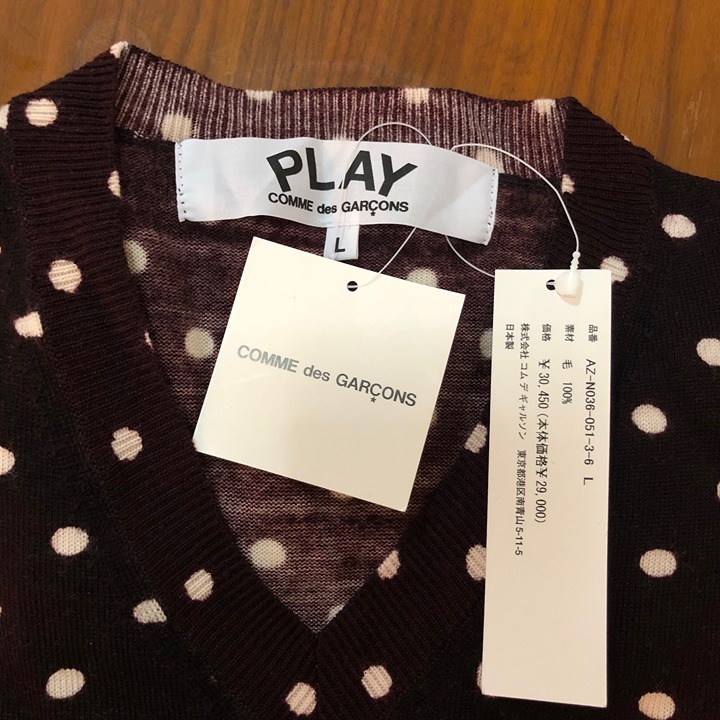 PLAY
COMME des GARÇONS
L
COMME des GARÇONS
品番 AZ-N036-051-3-6 L
素材 毛 100%
価格 ¥30,450(本体価格¥29,000)
株式会社 コム デ ギャルソン 東京都港区南青山5-11-5
日本製